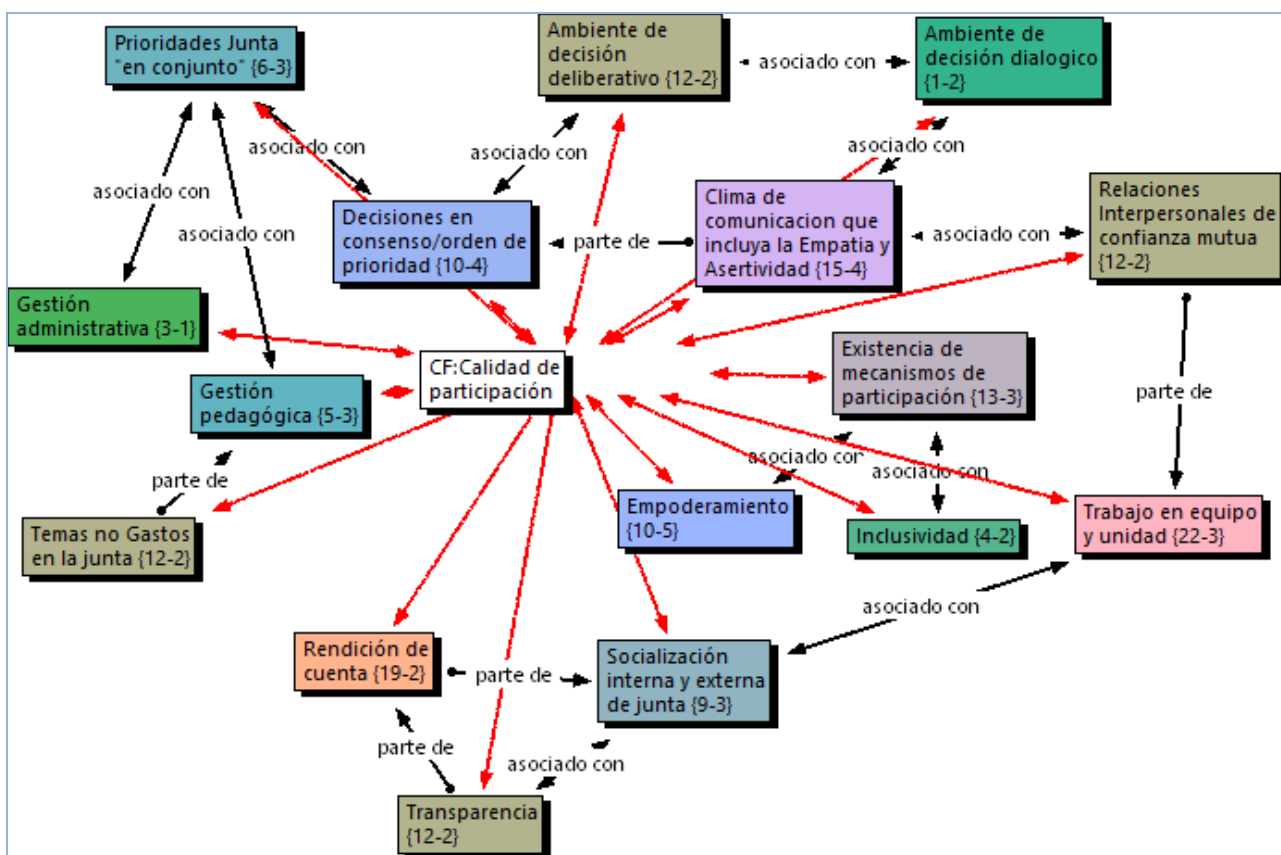 Prioridades Junta
"en conjunto" {6-3}
Ambiente de
decisión
deliberativo {12-2}
asociado con
Ambiente de
decisión dialogico
{1-2}
asociado con
asociado con
asociado con
asociado con
asociado con
Decisiones en
consenso/orden de
prioridad {10-4}
parte de
Clima de
comunicacion que
incluya la Empatia y
Asertividad {15-4}
asociado con
Relaciones
Interpersonales de
confianza mutua
{12-2}
Gestión
administrativa {3-1}
CF:Calidad de
participación
Existencia de
mecanismos de
participación {13-3}
Gestión
pedagógica {5-3}
parte de
parte de
asociado con
asociado con
Temas no Gastos
en la junta {12-2}
Empoderamiento
{10-5}
Inclusividad {4-2}
Trabajo en equipo
y unidad {22-3}
asociado con
Rendición de
cuenta {19-2}
parte de
Socialización
interna y externa
de junta {9-3}
parte de
asociado con
Transparencia
{12-2}